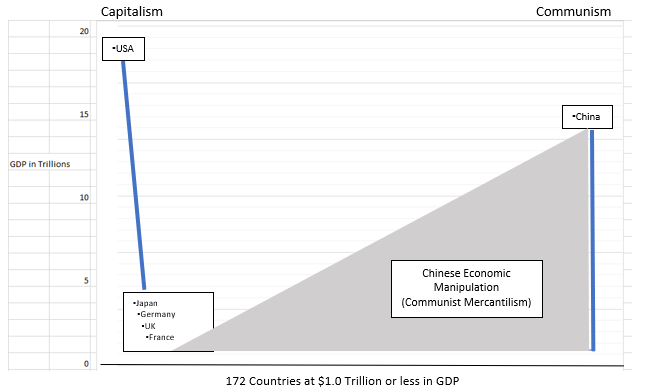 Capitalism
Communism
20
•USA
15
•China
GDP in Trillions
10
Chinese Economic
Manipulation
(Communist Mercantilism)
5
•Japan
•Germany
•UK
•France
0
172 Countries at $1.0 Trillion or less in GDP